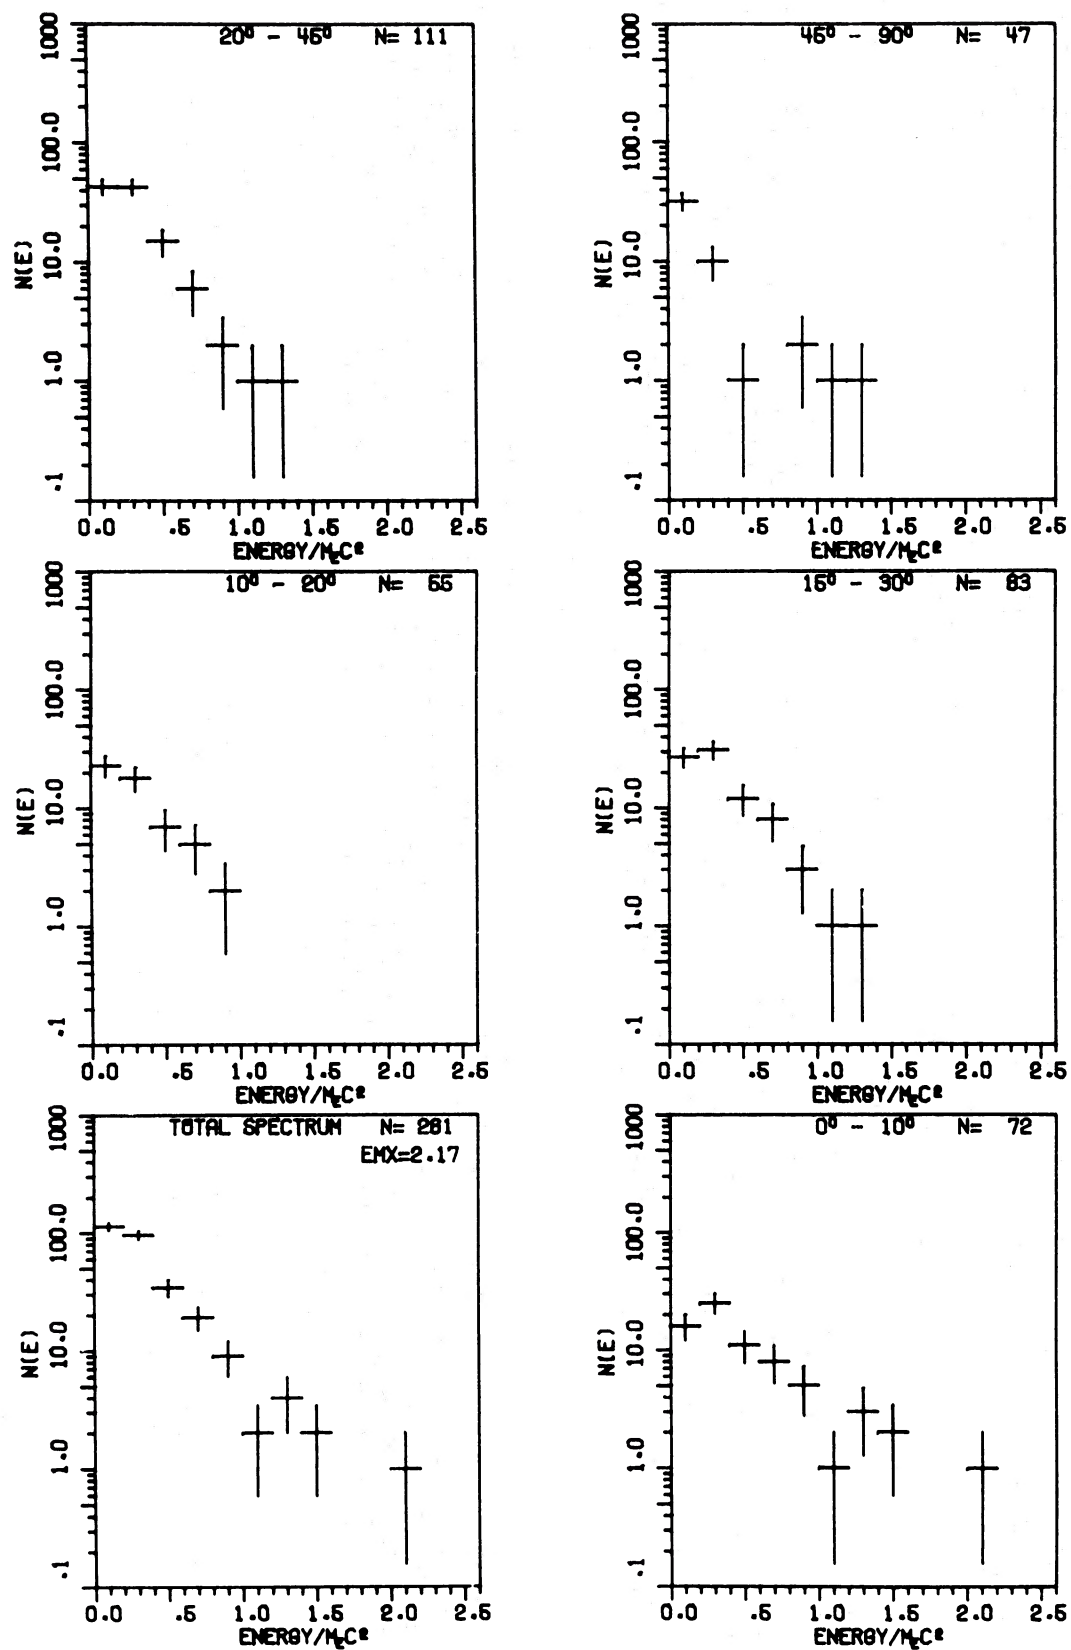 20⁰ - 45⁰ N= 111
1000
100.0
10.0
1.0
.1
N(E)
0.0 .5 1.0 1.5 2.0 2.5
ENERGY/MₑC²
45⁰ - 90⁰ N= 47
1000
100.0
10.0
1.0
.1
N(E)
0.0 .5 1.0 1.5 2.0 2.5
ENERGY/MₑC²
10⁰ - 20⁰ N= 55
1000
100.0
10.0
1.0
.1
N(E)
0.0 .5 1.0 1.5 2.0 2.5
ENERGY/MₑC²
15⁰ - 30⁰ N= 83
1000
100.0
10.0
1.0
.1
N(E)
0.0 .5 1.0 1.5 2.0 2.5
ENERGY/MₑC²
TOTAL SPECTRUM N= 281
EMX=2.17
1000
100.0
10.0
1.0
.1
N(E)
0.0 .5 1.0 1.5 2.0 2.5
ENERGY/MₑC²
0⁰ - 10⁰ N= 72
1000
100.0
10.0
1.0
.1
N(E)
0.0 .5 1.0 1.5 2.0 2.5
ENERGY/MₑC²